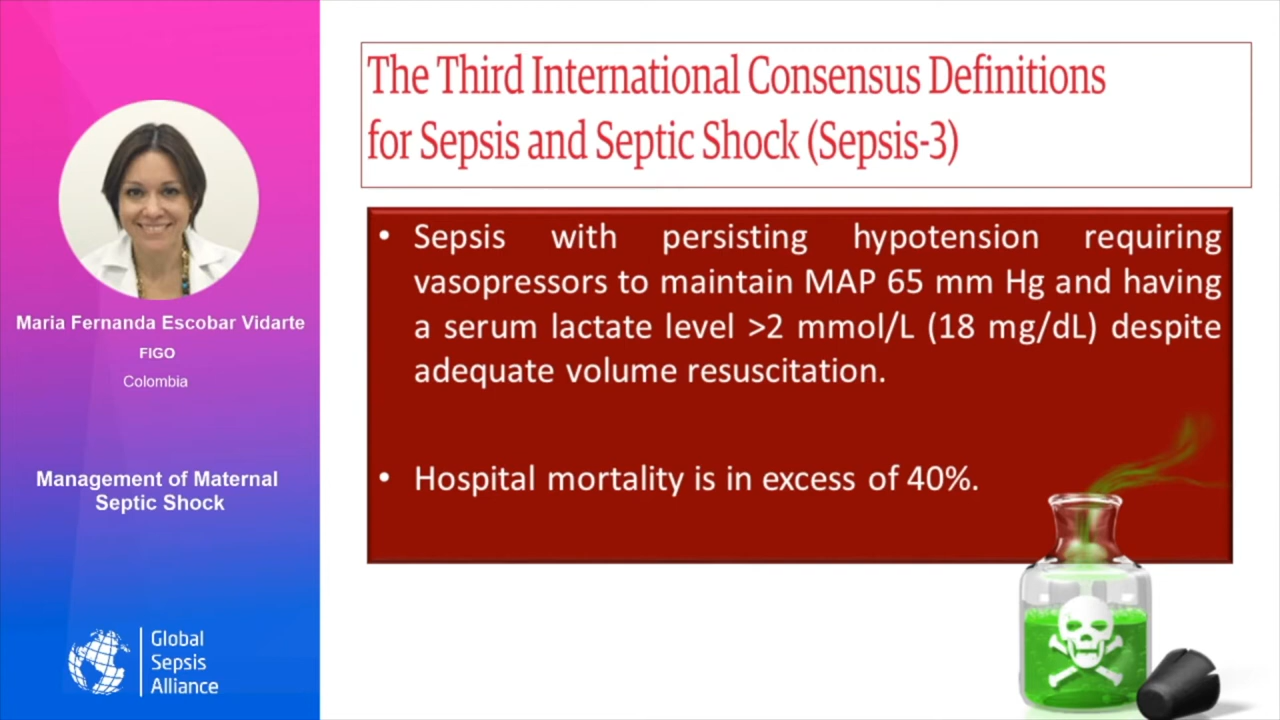 Maria Fernanda Escobar Vidarte
FIGO
Colombia
Management of Maternal
Septic Shock
Global
Sepsis
Alliance
The Third International Consensus Definitions
for Sepsis and Septic Shock (Sepsis-3)
• Sepsis with persisting hypotension requiring
vasopressors to maintain MAP 65 mm Hg and having
a serum lactate level >2 mmol/L (18 mg/dL) despite
adequate volume resuscitation.
• Hospital mortality is in excess of 40%.